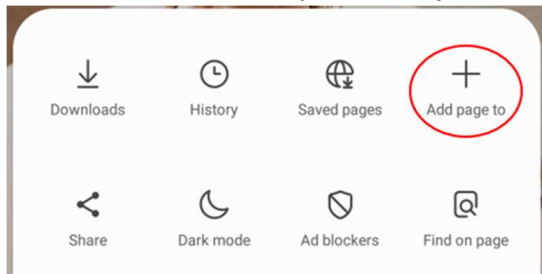 Downloads
History
Saved pages
Add page to
Share
Dark mode
Ad blockers
Find on page